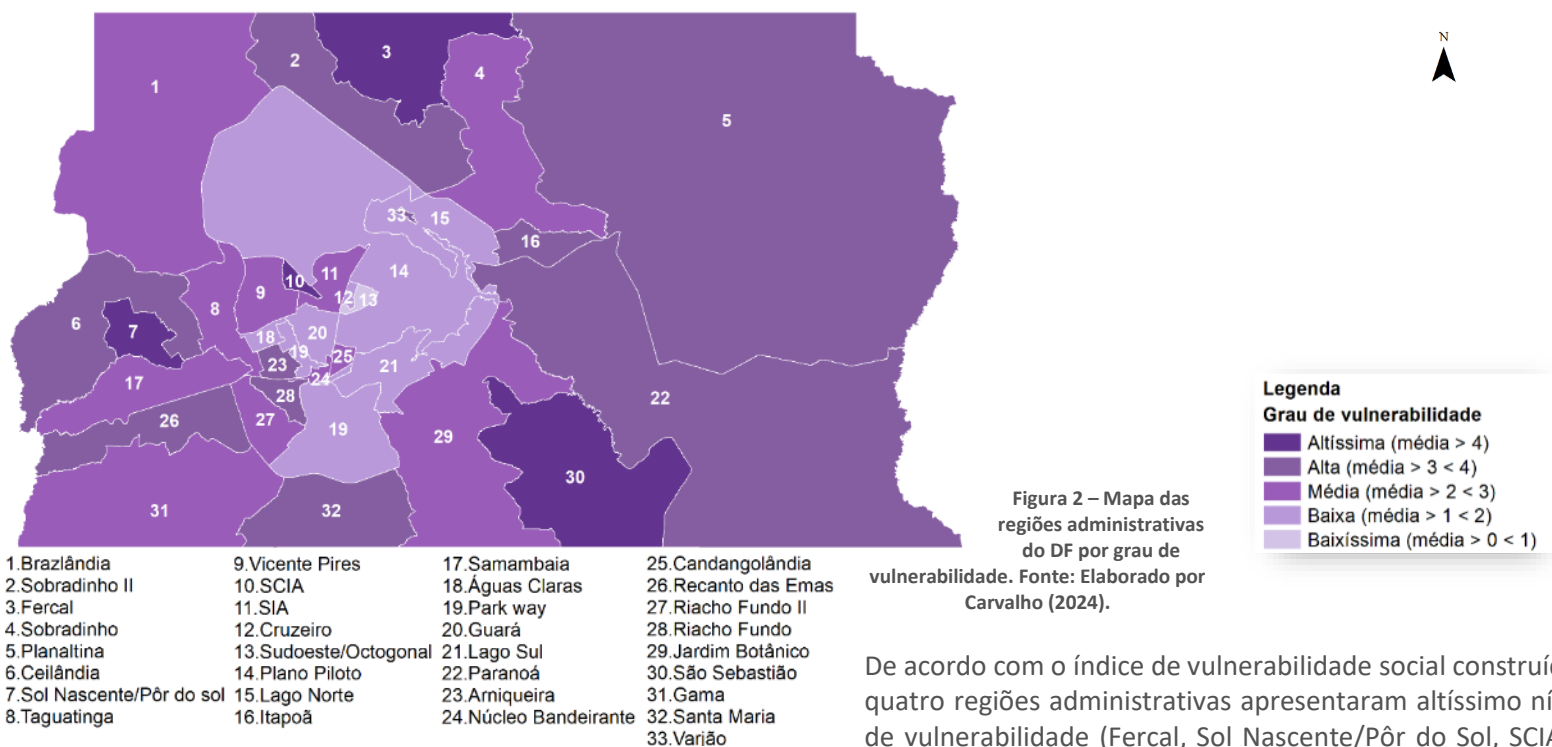 N
1
2
3
4
5
6
7
8
9
10
11
12
13
14
15
16
17
18
19
19
20
21
22
23
24
25
26
27
28
29
30
31
32
33
Legenda
Grau de vulnerabilidade
Altíssima (média > 4)
Alta (média > 3 < 4)
Média (média > 2 < 3)
Baixa (média > 1 < 2)
Baixíssima (média > 0 < 1)
Figura 2 – Mapa das
regiões administrativas
do DF por grau de
vulnerabilidade. Fonte: Elaborado por
Carvalho (2024).
1.Brazlândia
2.Sobradinho II
3.Fercal
4.Sobradinho
5.Planaltina
6.Ceilândia
7.Sol Nascente/Pôr do sol
8.Taguatinga
9.Vicente Pires
10.SCIA
11.SIA
12.Cruzeiro
13.Sudoeste/Octogonal
14.Plano Piloto
15.Lago Norte
16.Itapoã
17.Samambaia
18.Águas Claras
19.Park way
20.Guará
21.Lago Sul
22.Paranoá
23.Arniqueira
24.Núcleo Bandeirante
25.Candangolândia
26.Recanto das Emas
27.Riacho Fundo II
28.Riacho Fundo
29.Jardim Botânico
30.São Sebastião
31.Gama
32.Santa Maria
33.Varjão
De acordo com o índice de vulnerabilidade social construí
quatro regiões administrativas apresentaram altíssimo ní
de vulnerabilidade (Fercal, Sol Nascente/Pôr do Sol, SCIA